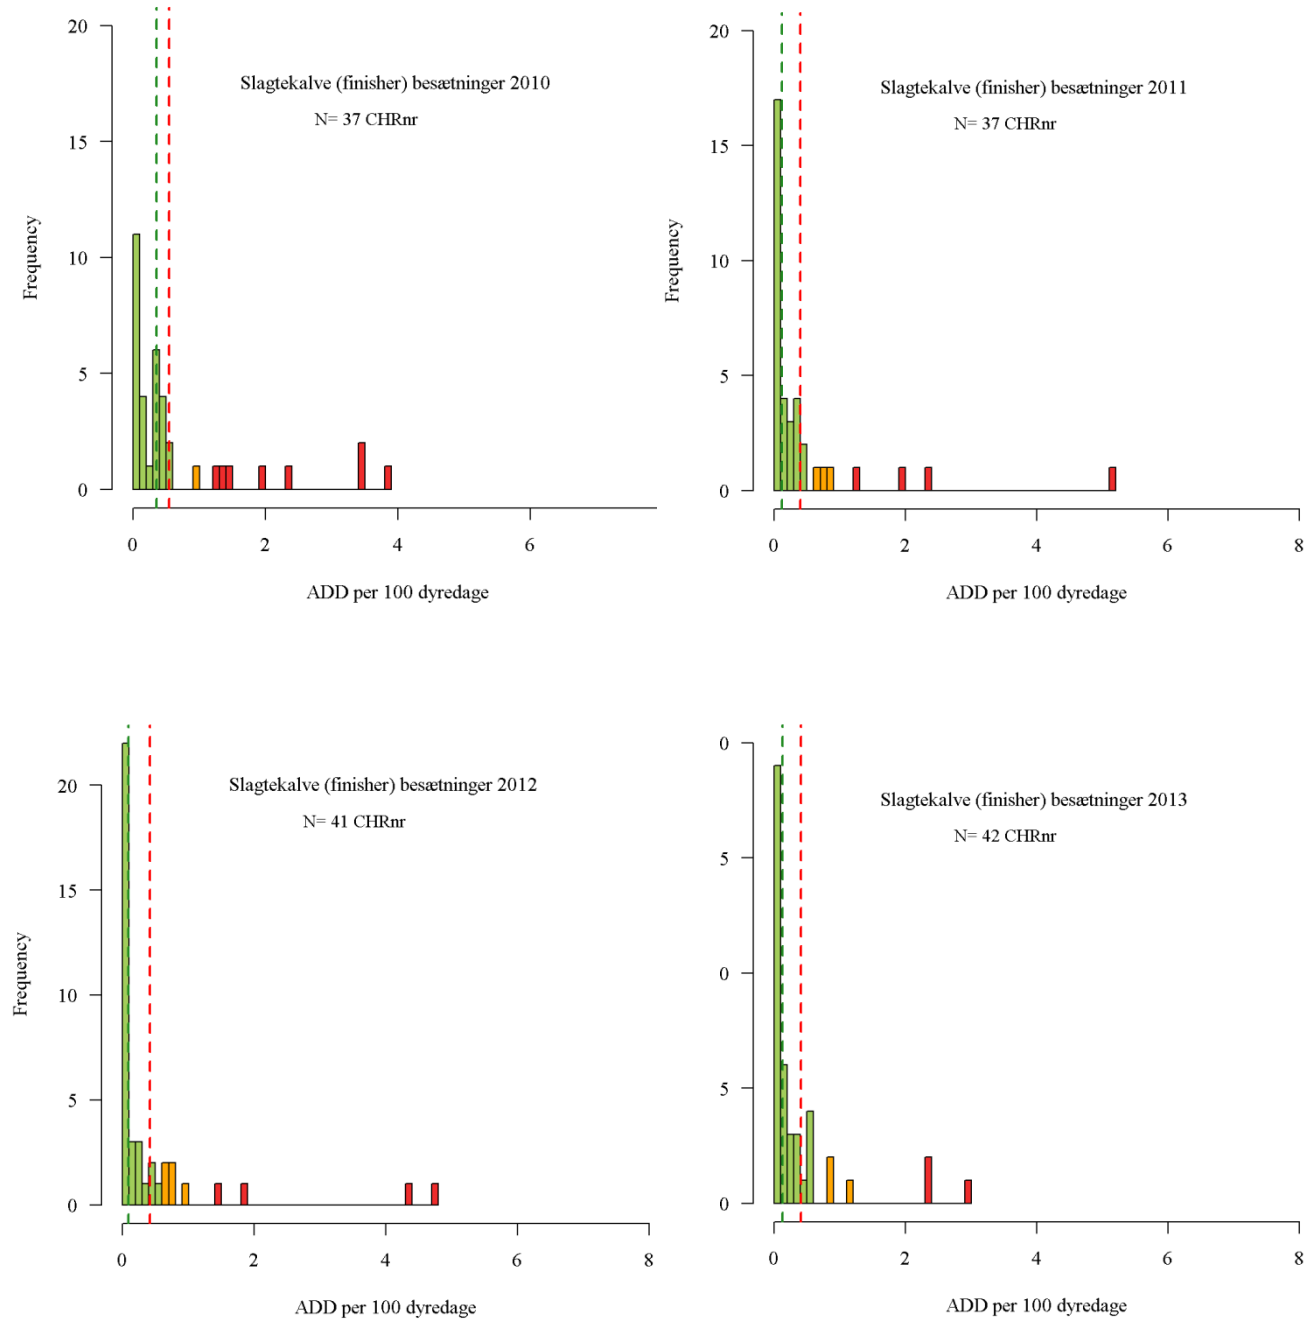 Slagtekalve (finisher) besætninger 2010
N= 37 CHRnr
Frequency
20
15
10
5
0
0 2 4 6
ADD per 100 dyredage
Slagtekalve (finisher) besætninger 2011
N= 37 CHRnr
Frequency
20
15
10
5
0
0 2 4 6 8
ADD per 100 dyredage
Slagtekalve (finisher) besætninger 2012
N= 41 CHRnr
Frequency
20
15
10
5
0
0 2 4 6 8
ADD per 100 dyredage
Slagtekalve (finisher) besætninger 2013
N= 42 CHRnr
0
5
0
5
0
0 2 4 6 8
ADD per 100 dyredage